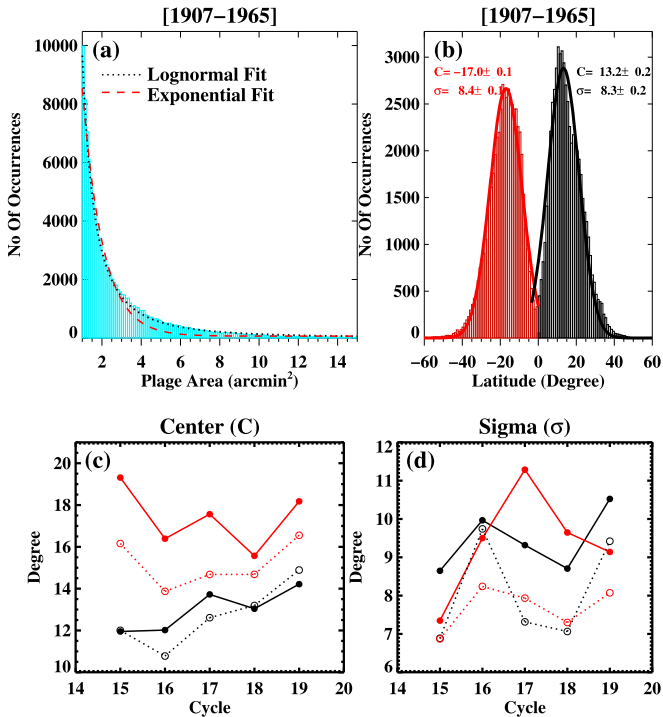 [1907−1965]
(a)
Lognormal Fit
Exponential Fit
No Of Occurrences
10000
8000
6000
4000
2000
0
2 4 6 8 10 12 14
Plage Area (arcmin²)
[1907−1965]
(b)
C= −17.0± 0.1
σ= 8.4± 0.1
C= 13.2± 0.2
σ= 8.3± 0.2
No Of Occurrences
3000
2500
2000
1500
1000
500
0
−60 −40 −20 0 20 40 60
Latitude (Degree)
Center (C)
(c)
Degree
20
18
16
14
12
10
14 15 16 17 18 19 20
Cycle
Sigma (σ)
(d)
Degree
12
11
10
9
8
7
6
14 15 16 17 18 19 20
Cycle